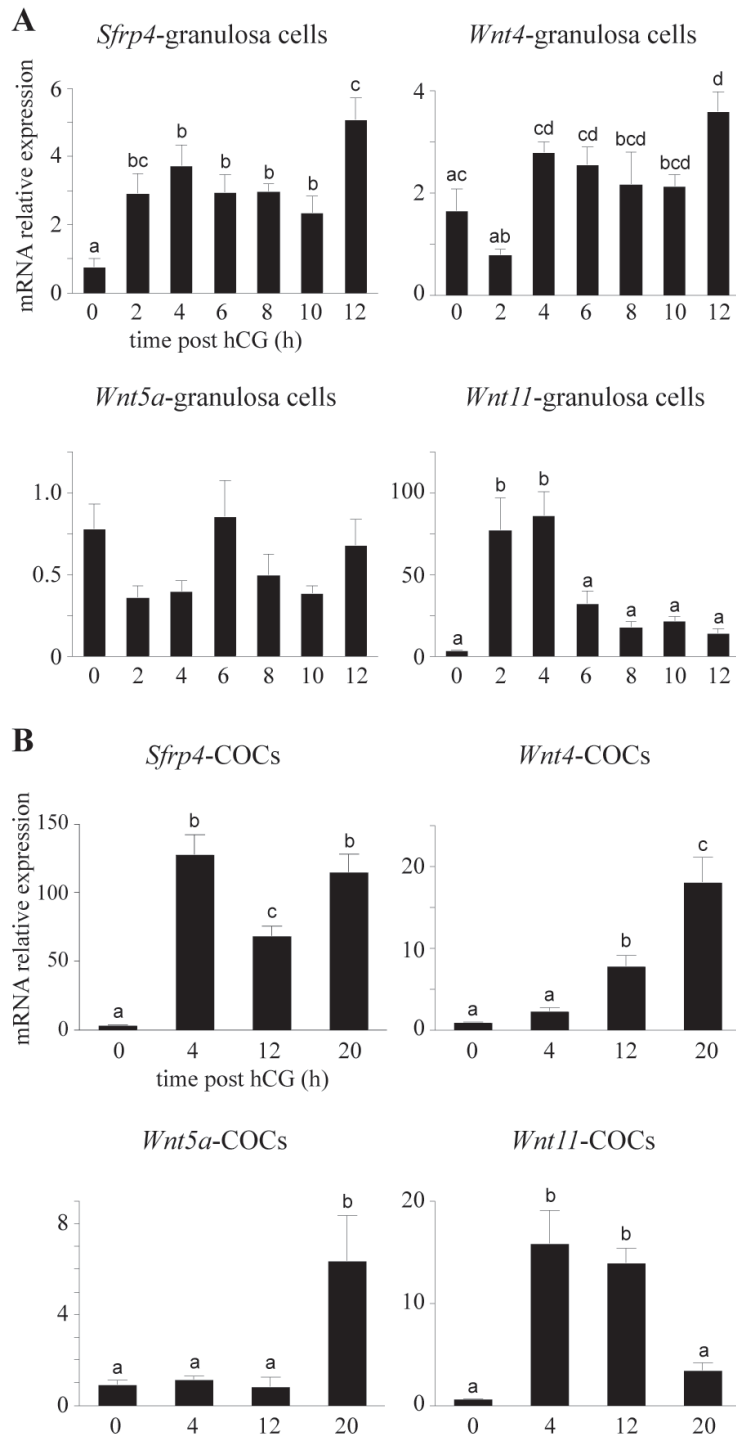 A
Sfrp4-granulosa cells
Wnt4-granulosa cells
mRNA relative expression
6
4
2
0
a
bc
b
b
b
b
c
0 2 4 6 8 10 12
time post hCG (h)
4
2
0
ac
ab
cd
cd
bcd
bcd
d
0 2 4 6 8 10 12
Wnt5a-granulosa cells
Wnt11-granulosa cells
1.0
0.5
0
0 2 4 6 8 10 12
100
50
0
a
b
b
a
a
a
a
0 2 4 6 8 10 12
B
Sfrp4-COCs
Wnt4-COCs
mRNA relative expression
150
100
50
0
a
b
c
b
0 4 12 20
time post hCG (h)
20
10
0
a
a
b
c
0 4 12 20
Wnt5a-COCs
Wnt11-COCs
8
4
0
a
a
a
b
0 4 12 20
20
10
0
a
b
b
a
0 4 12 20